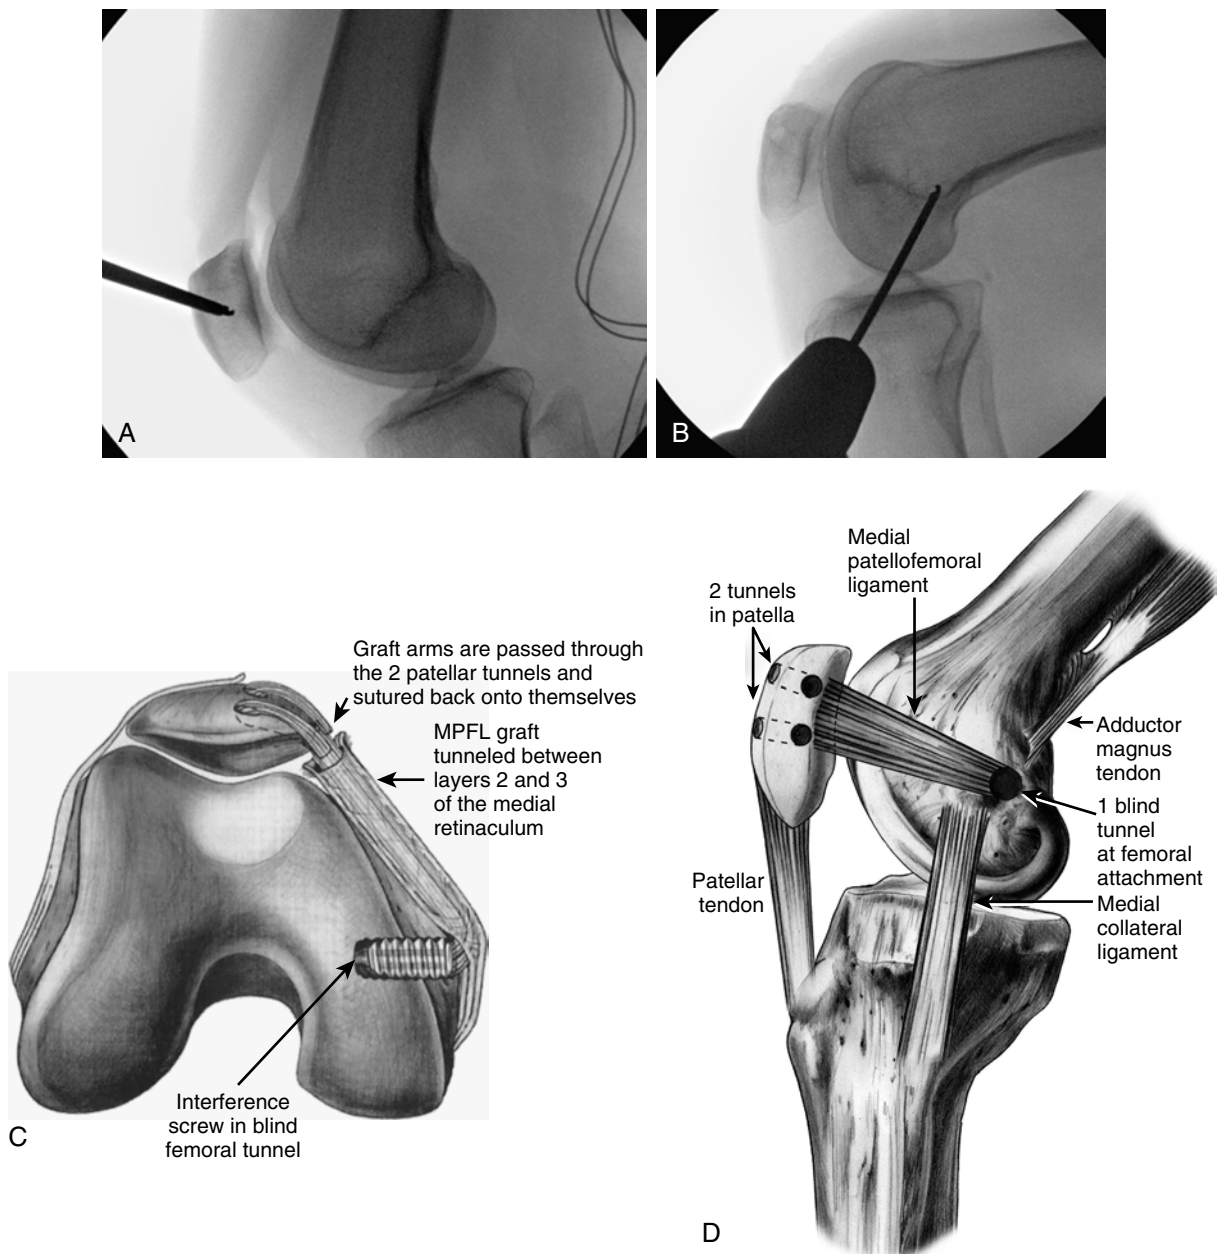 A
B
Graft arms are passed through
the 2 patellar tunnels and
sutured back onto themselves
MPFL graft
tunneled between
layers 2 and 3
of the medial
retinaculum
Interference
screw in blind
femoral tunnel
C
Medial
patellofemoral
ligament
2 tunnels
in patella
Adductor
magnus
tendon
1 blind
tunnel
at femoral
attachment
Patellar
tendon
Medial
collateral
ligament
D